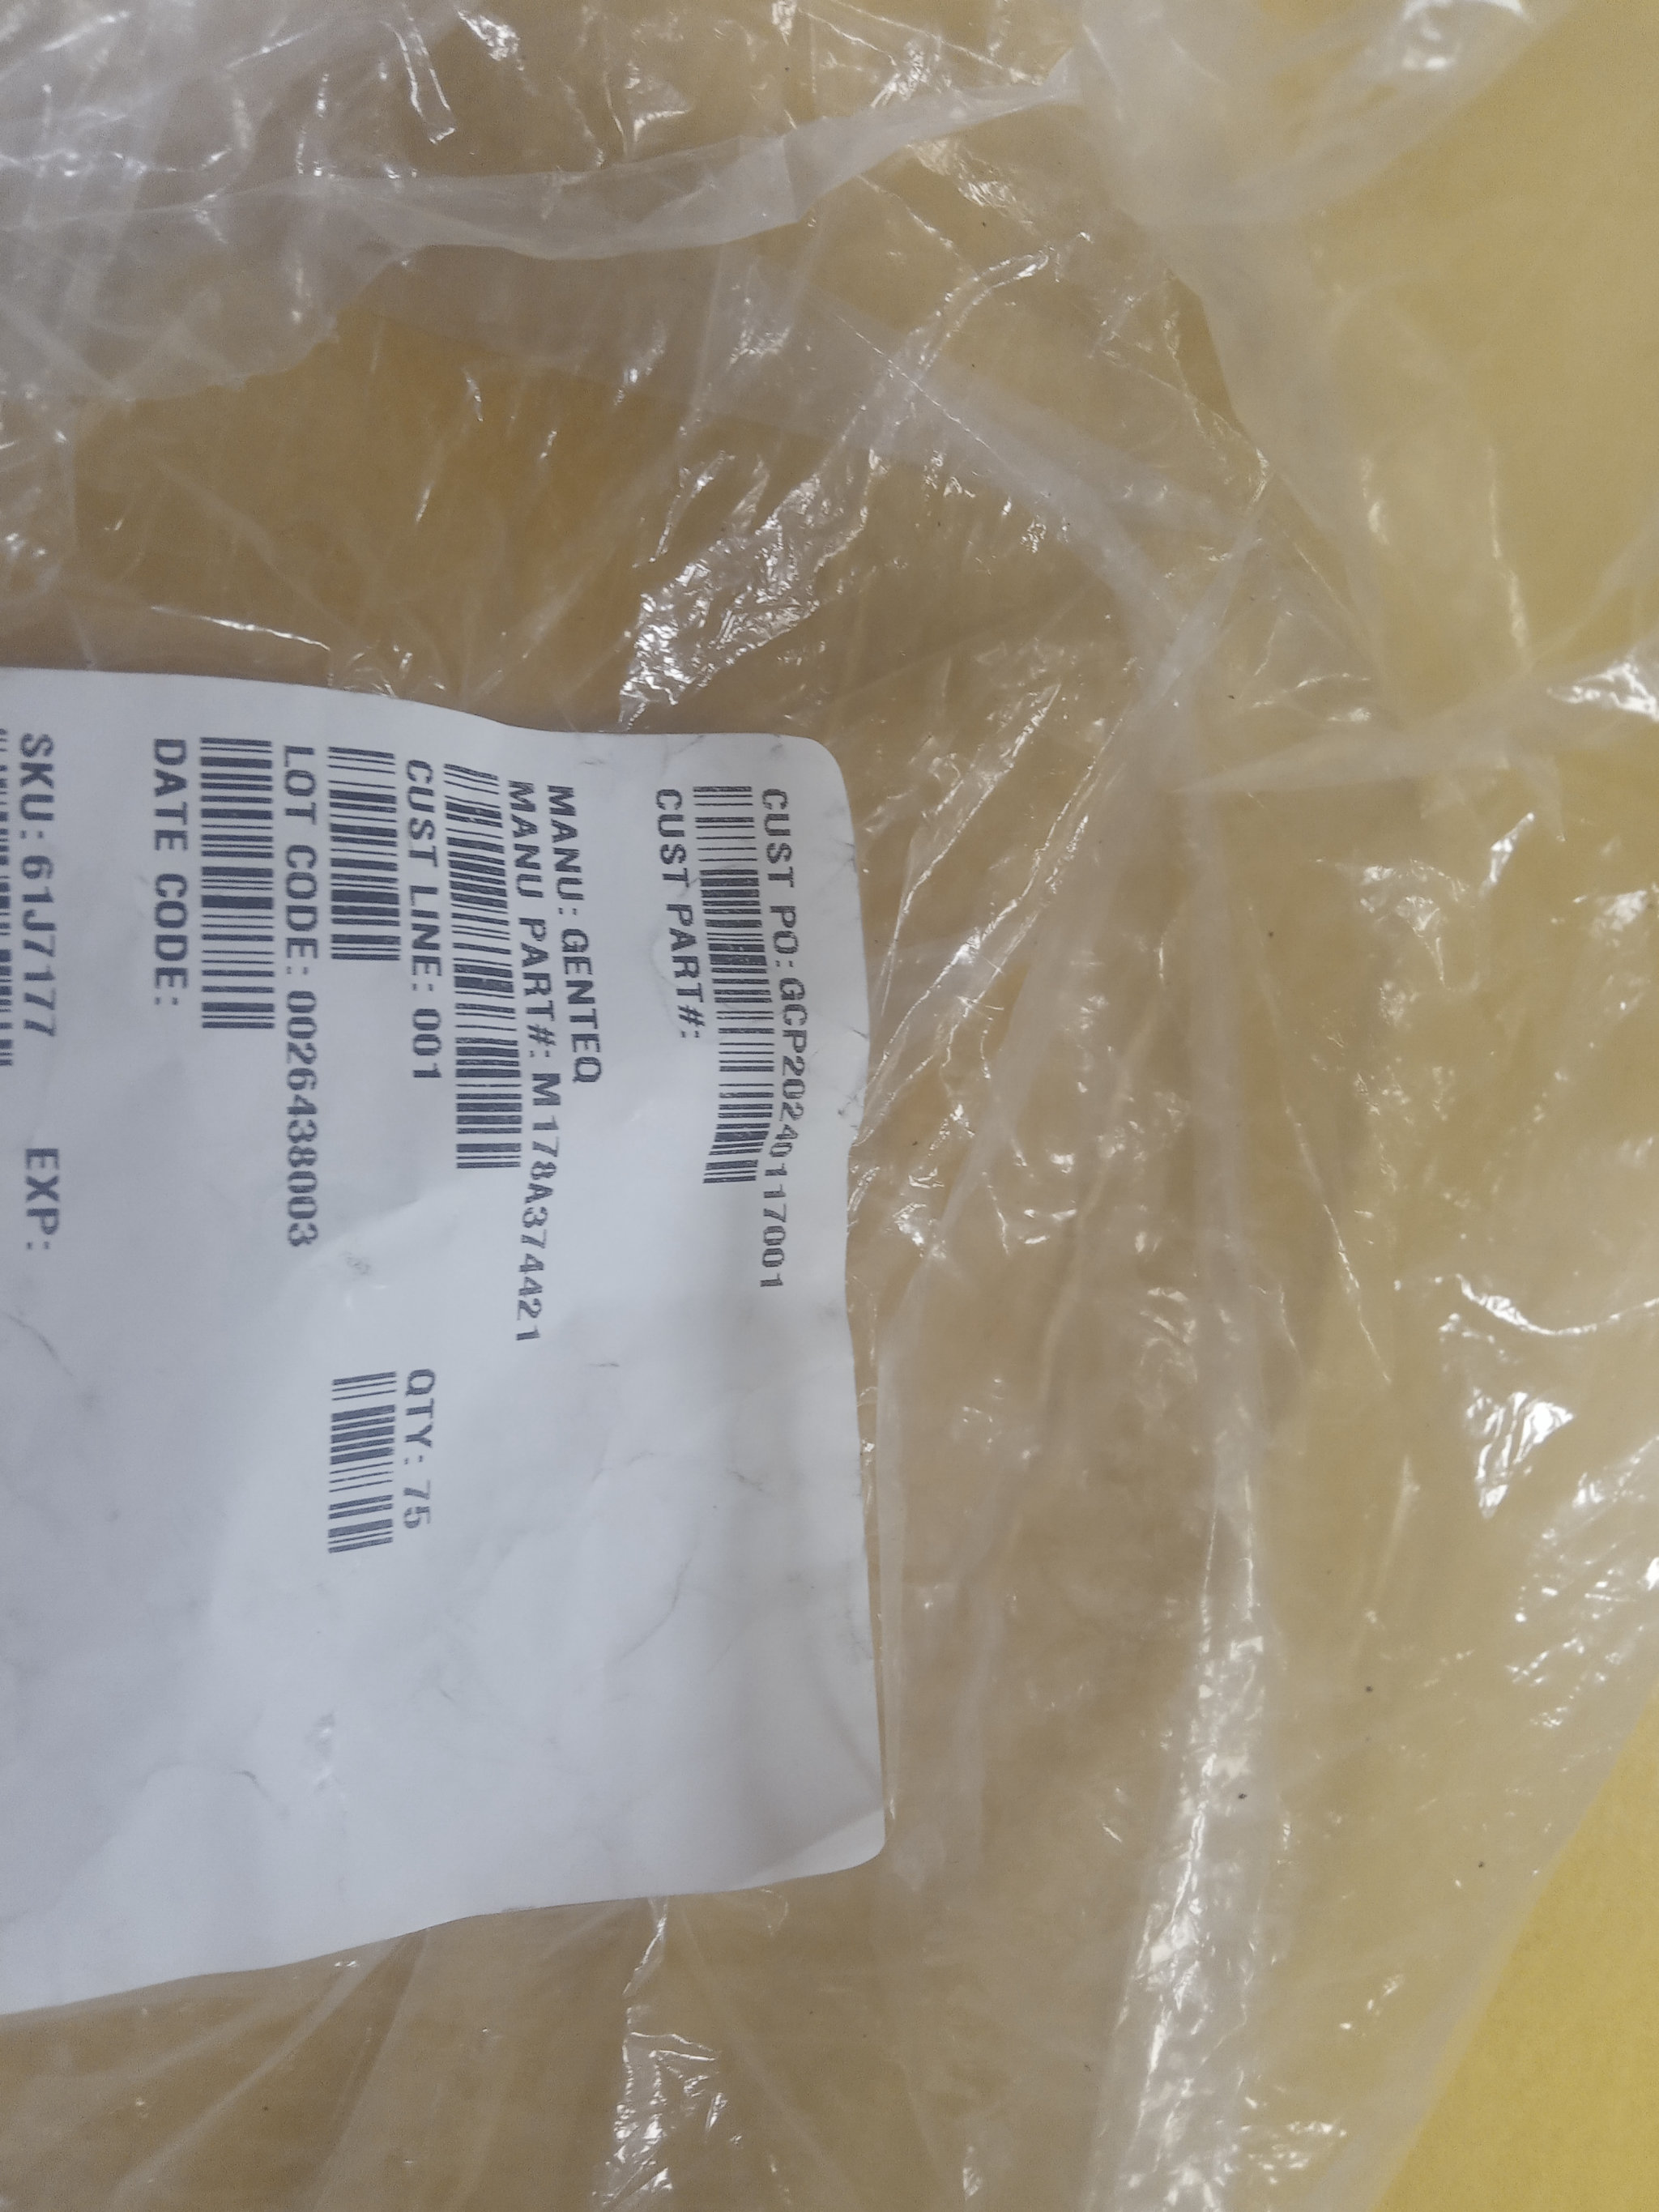 CUST PO: GCP20240117001
CUST PART#:
MANU: GENTEQ
MANU PART#: M 178A374421
CUST LINE: 001 QTY: 75
LOT CODE: 0026438003
DATE CODE:
SKU: 61J7177 EXP: